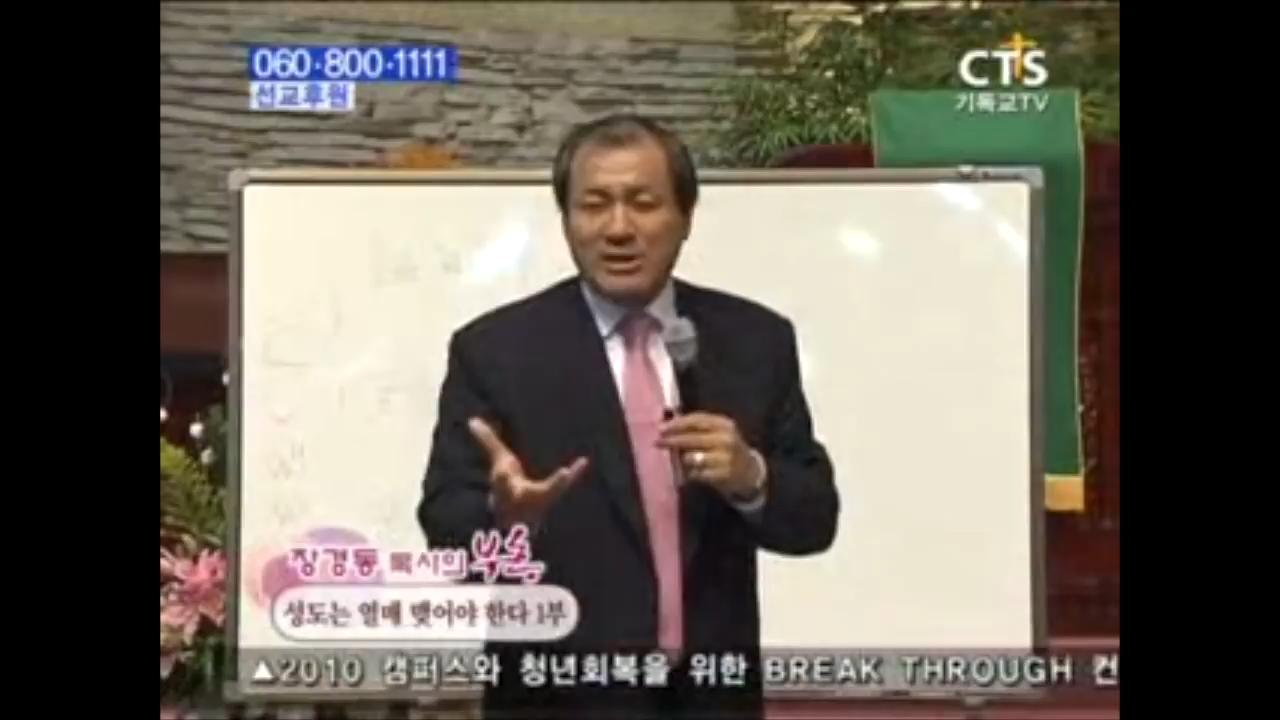 060·800·1111
선교후원
CTS
기독교TV
장경동 목사의 부흥
성도는 열매 맺어야 한다 1부
▲2010 캠퍼스와 청년회복을 위한 BREAK THROUGH 컨